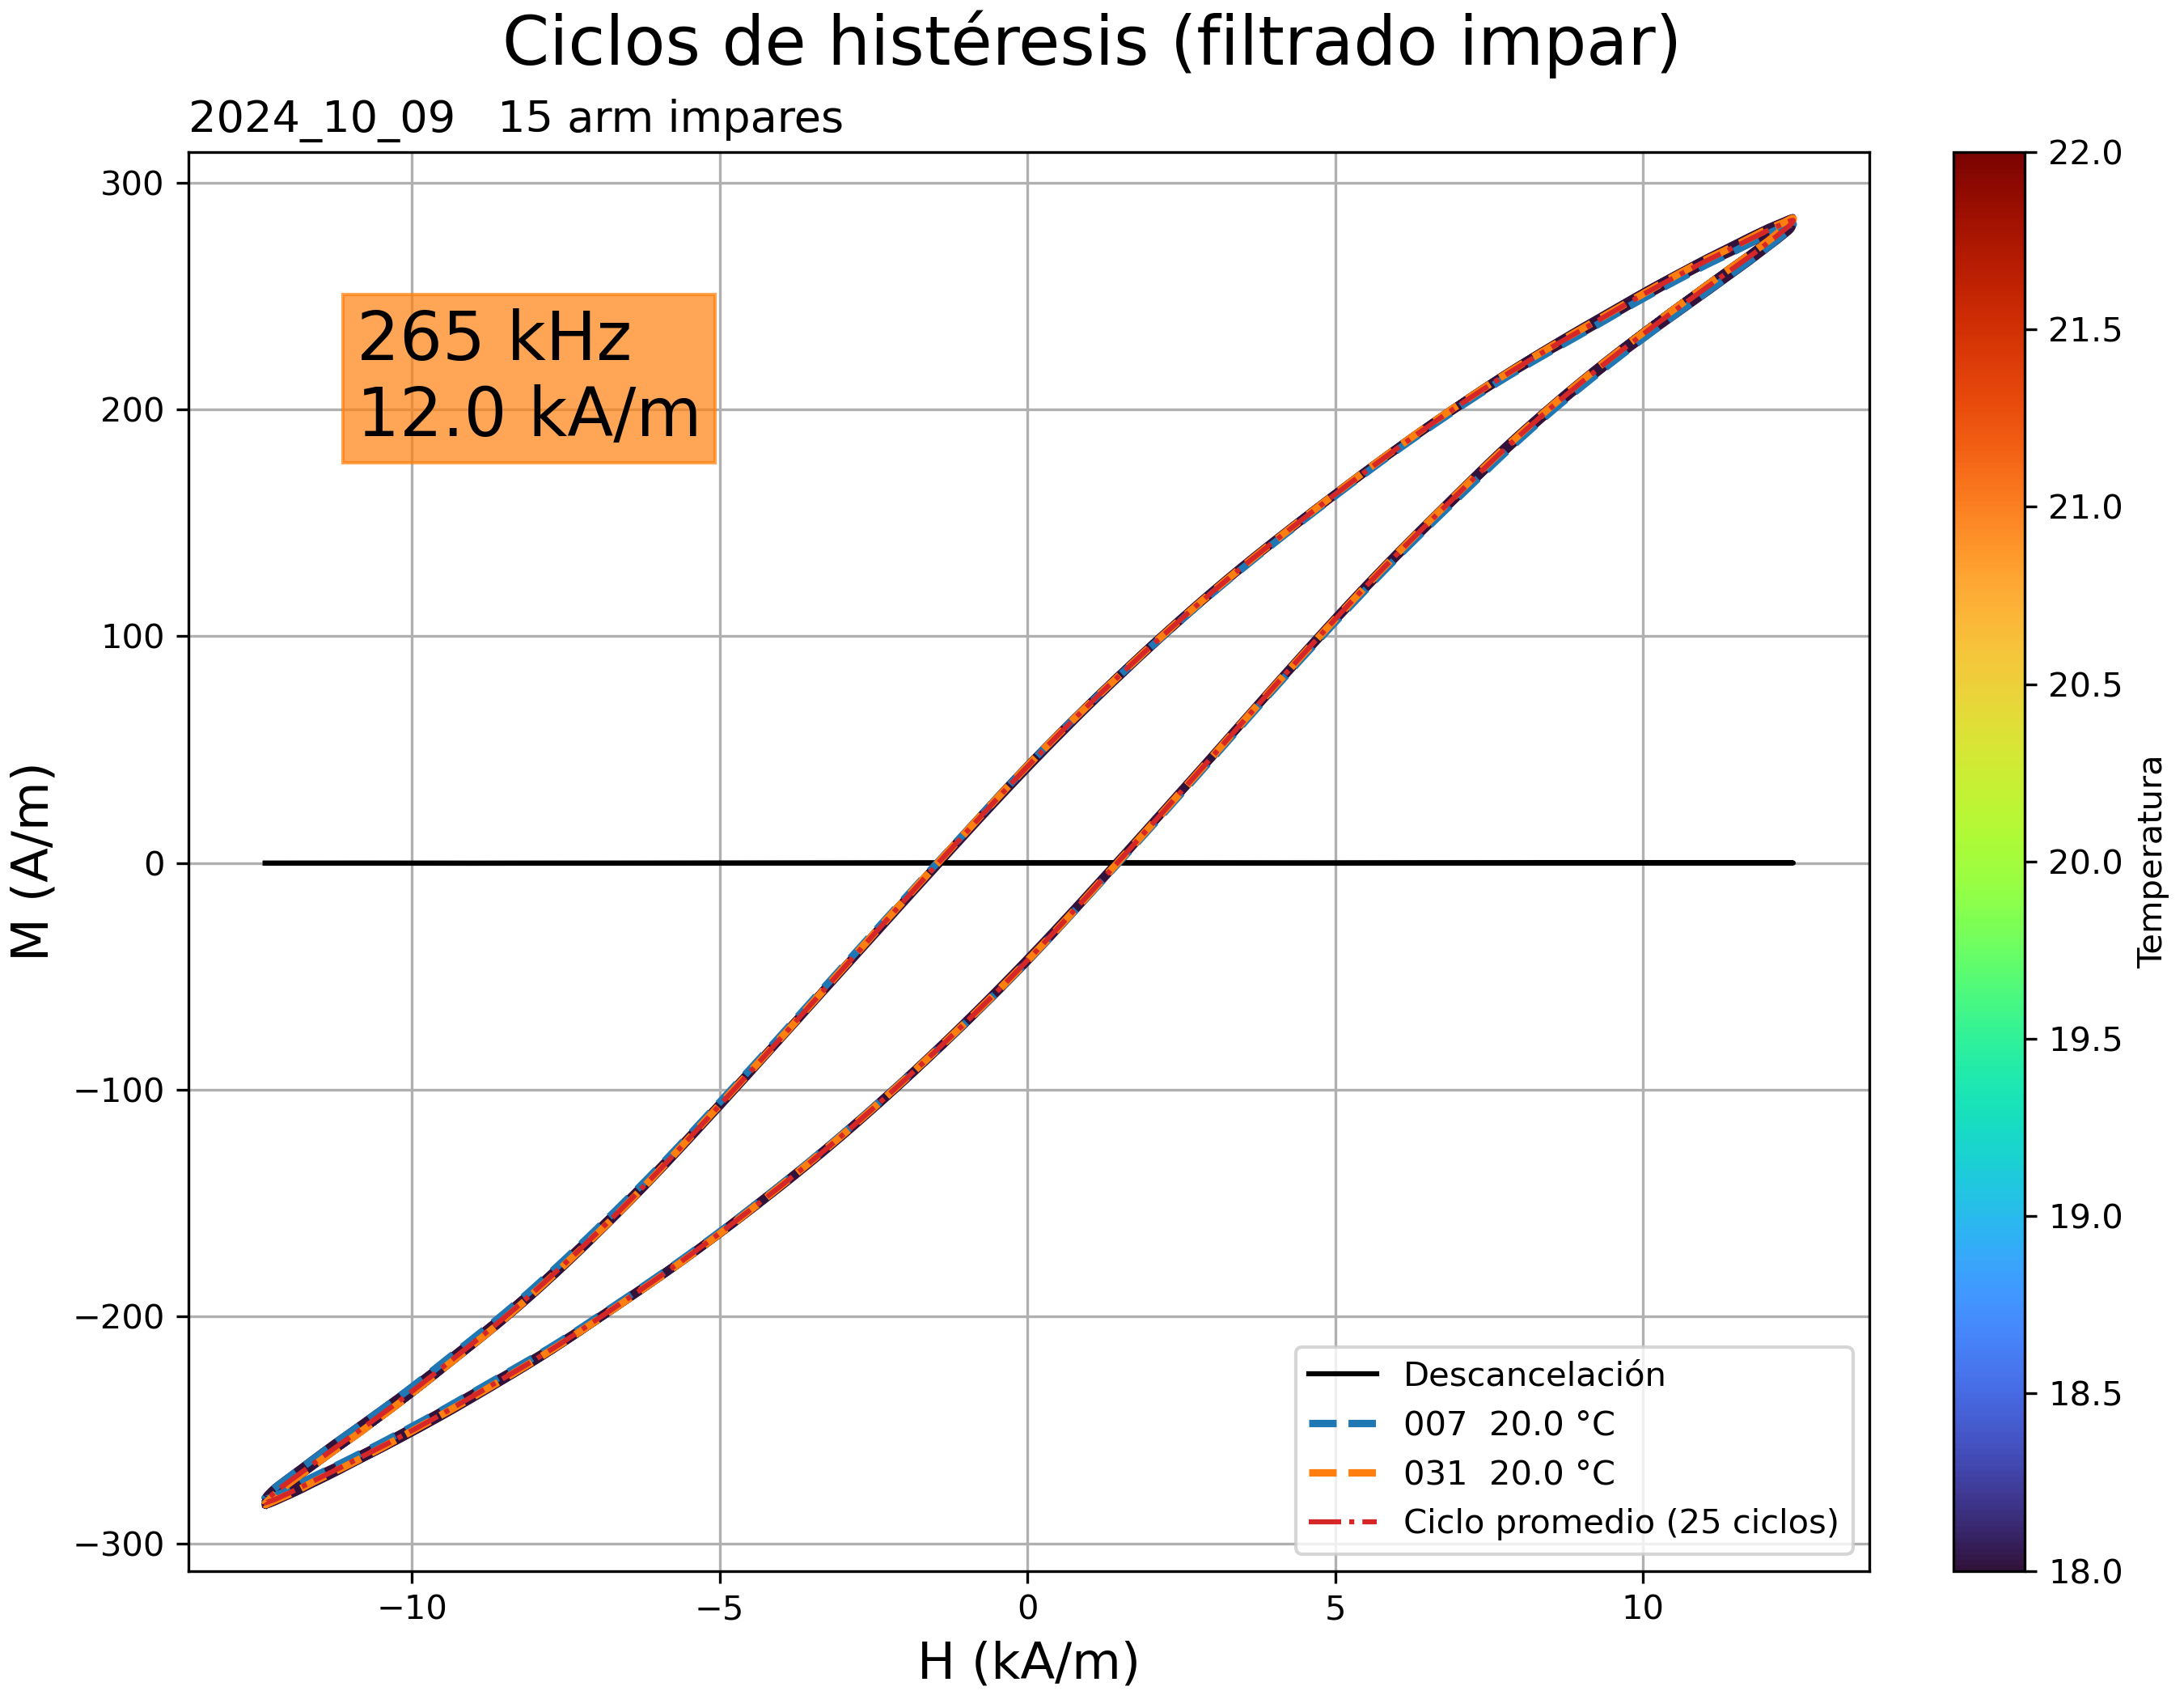 Ciclos de histéresis (filtrado impar)
2024_10_09   15 arm impares
265 kHz
12.0 kA/m
M (A/m)
300
200
100
0
−100
−200
−300
−10
−5
0
5
10
H (kA/m)
Descancelación
007  20.0 °C
031  20.0 °C
Ciclo promedio (25 ciclos)
22.0
21.5
21.0
20.5
20.0
19.5
19.0
18.5
18.0
Temperatura